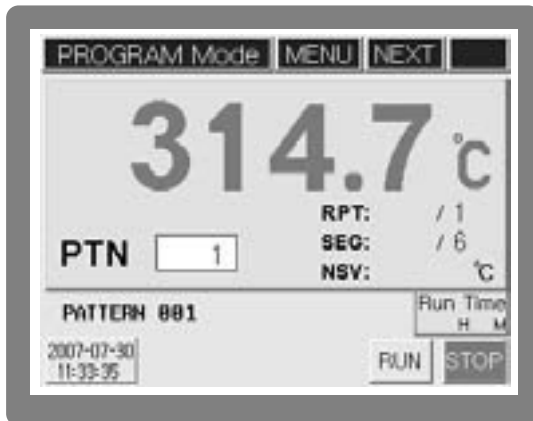 PROGRAM Mode MENU NEXT
314.7 °C
RPT: / 1
PTN 1 SEG: / 6
NSV: °C
PATTERN 001
Run Time
H M
2007-07-30
11:33:35
RUN STOP